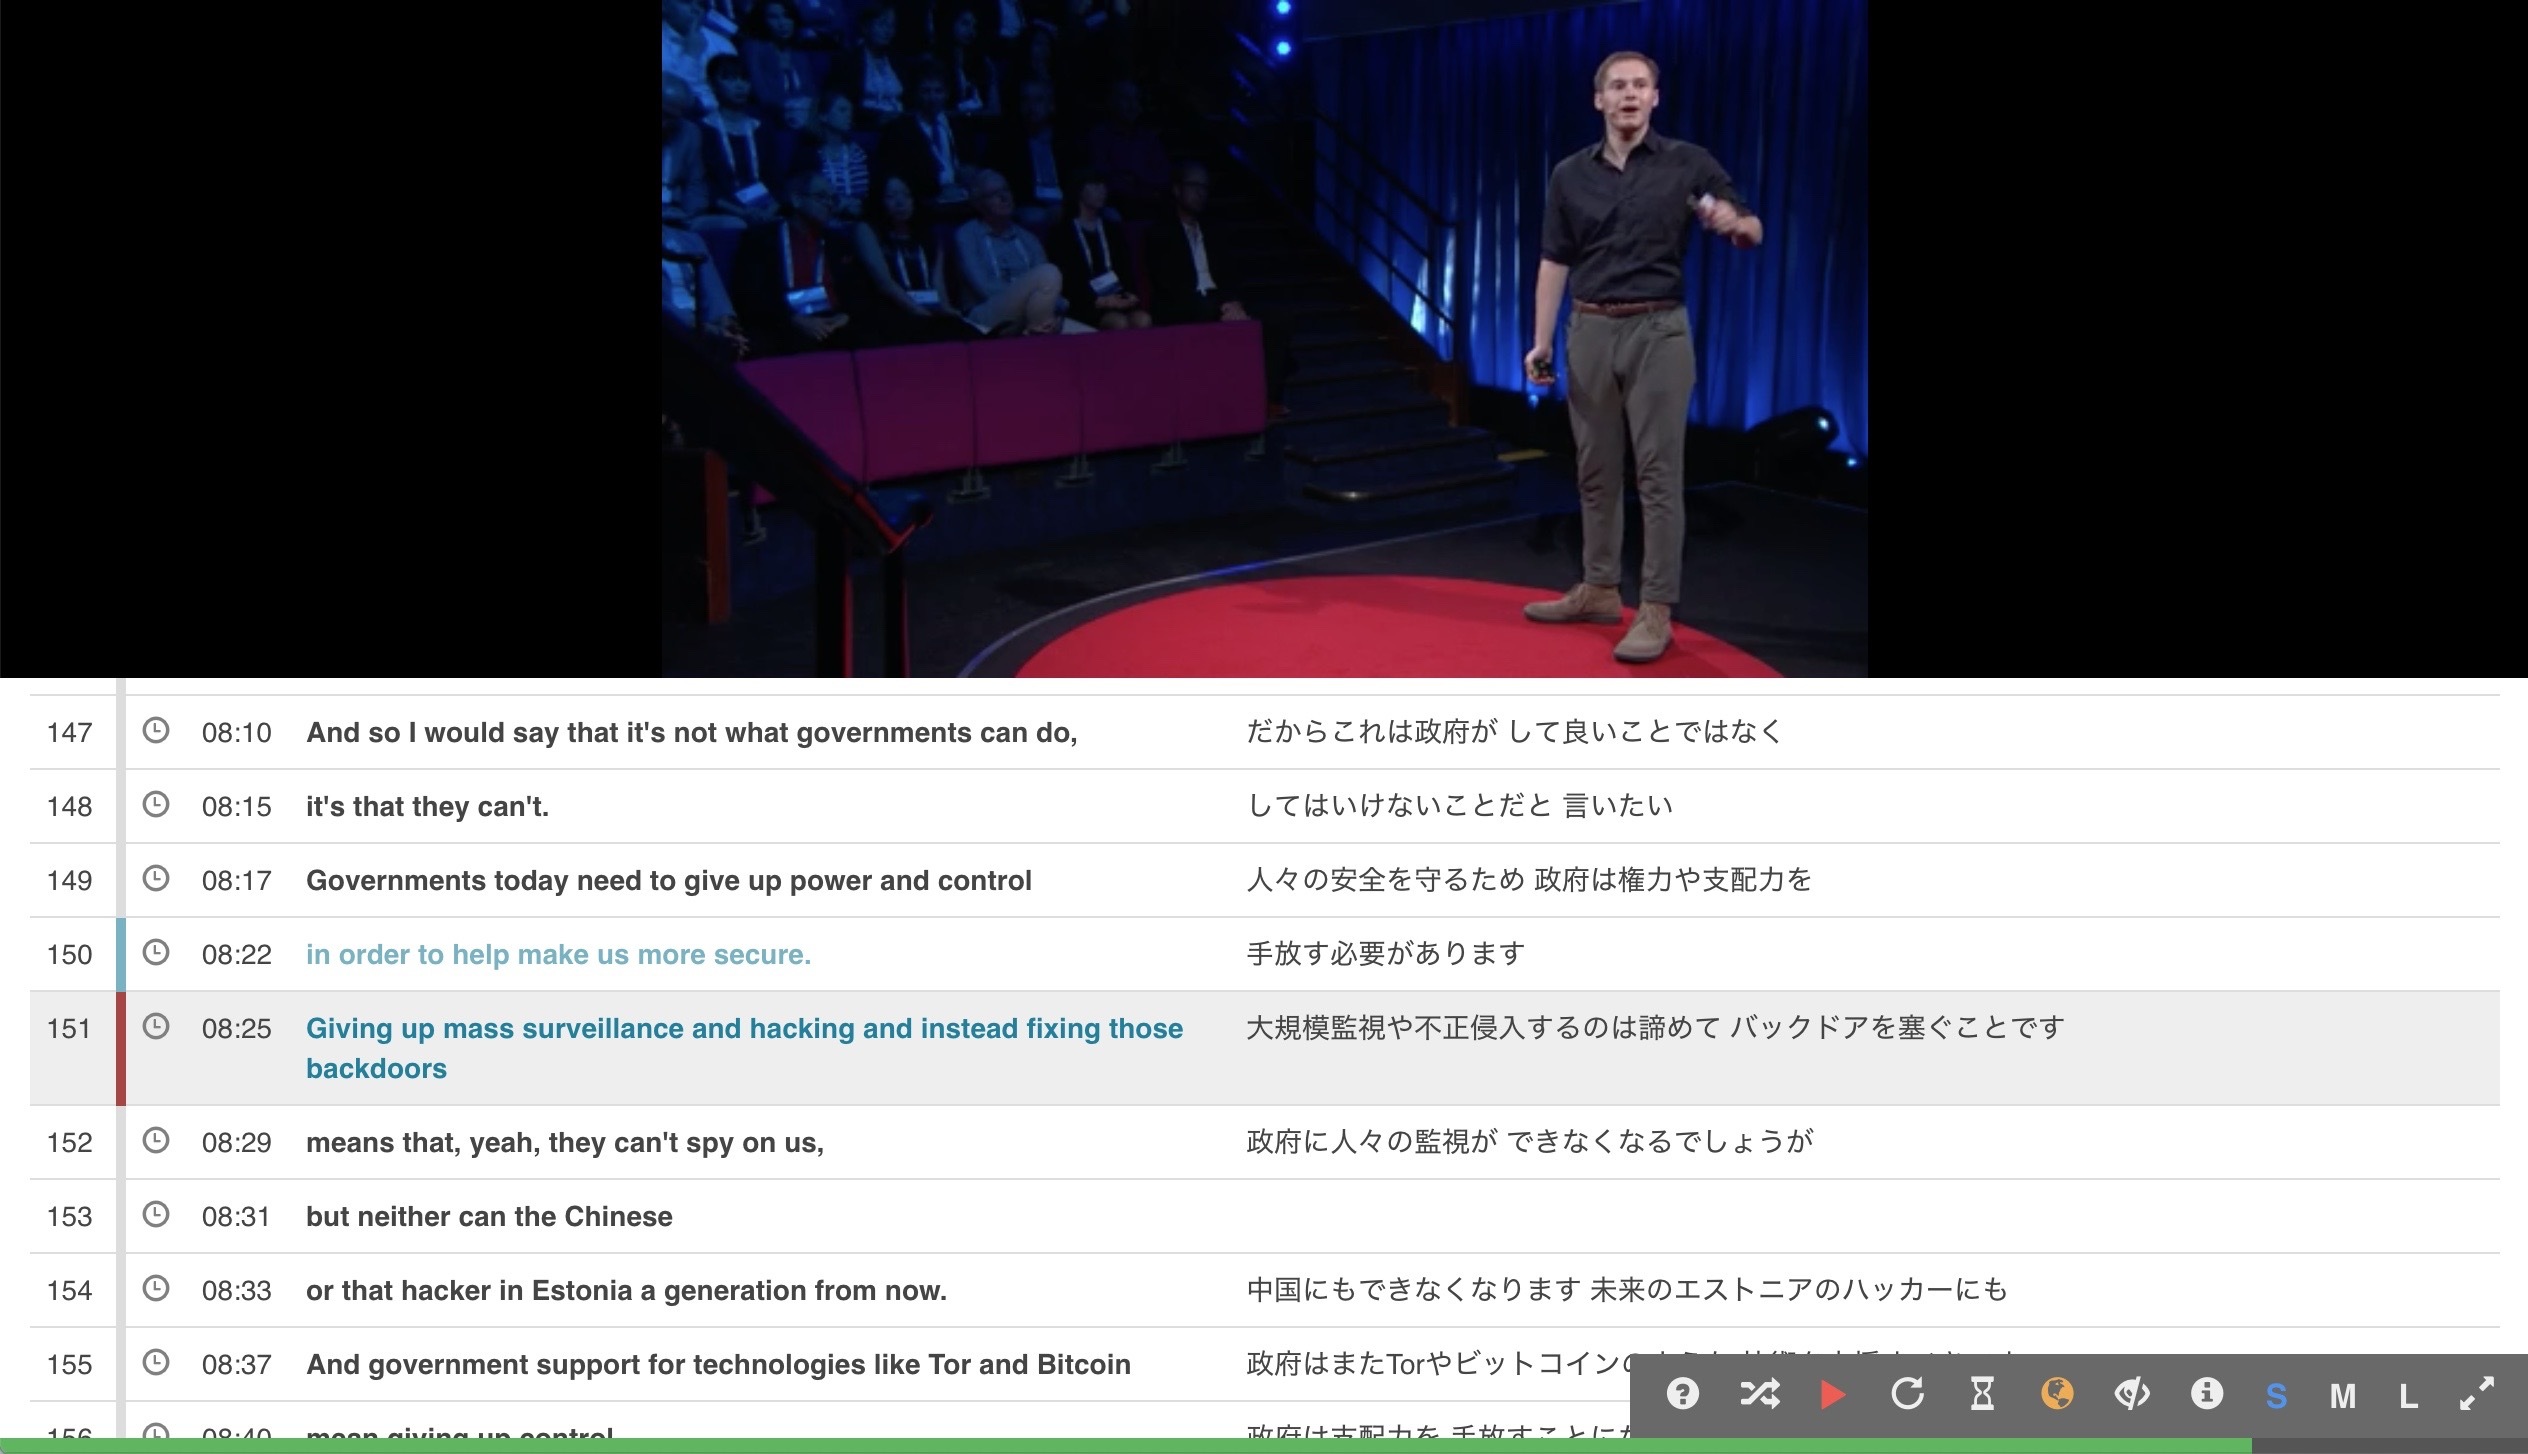 147 08:10 And so I would say that it's not what governments can do, だからこれは政府が して良いことではなく
148 08:15 it's that they can't. してはいけないことだと 言いたい
149 08:17 Governments today need to give up power and control 人々の安全を守るため 政府は権力や支配力を
150 08:22 in order to help make us more secure. 手放す必要があります
151 08:25 Giving up mass surveillance and hacking and instead fixing those 大規模監視や不正侵入するのは諦めて バックドアを塞ぐことです
backdoors
152 08:29 means that, yeah, they can't spy on us, 政府に人々の監視が できなくなるでしょうが
153 08:31 but neither can the Chinese
154 08:33 or that hacker in Estonia a generation from now. 中国にもできなくなります 未来のエストニアのハッカーにも
155 08:37 And government support for technologies like Tor and Bitcoin 政府はまたTorやビットコイン
156 08:40 mean giving up control 政府は支配力を 手放すことに
S M L